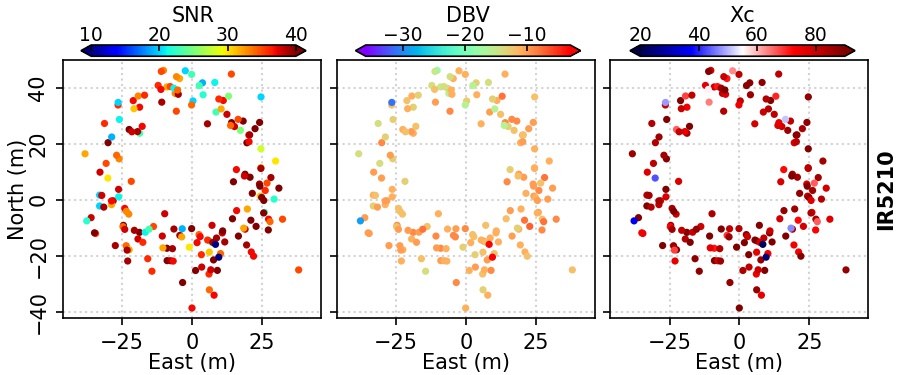 SNR DBV Xc
10 20 30 40 −30 −20 −10 20 40 60 80
40
20
0
−20
−40
North (m)
IR5210
−25 0 25 −25 0 25 −25 0 25
East (m) East (m) East (m)